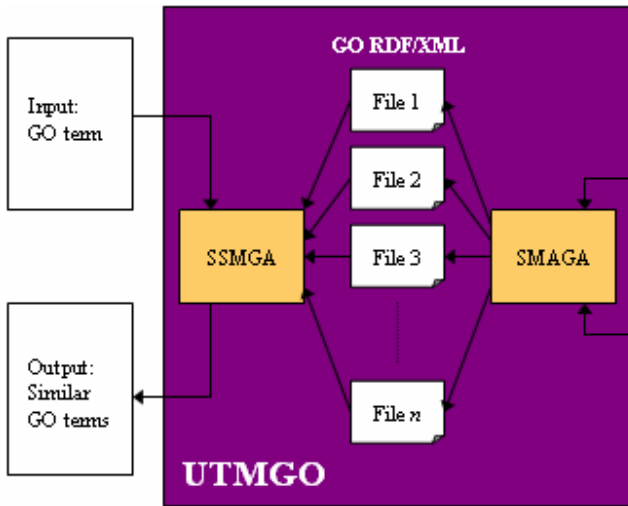 GO RDF/XML
Input:
GO term
File 1
File 2
SSMGA
File 3
SMAGA
Output:
Similar
GO terms
File n
UTMGO